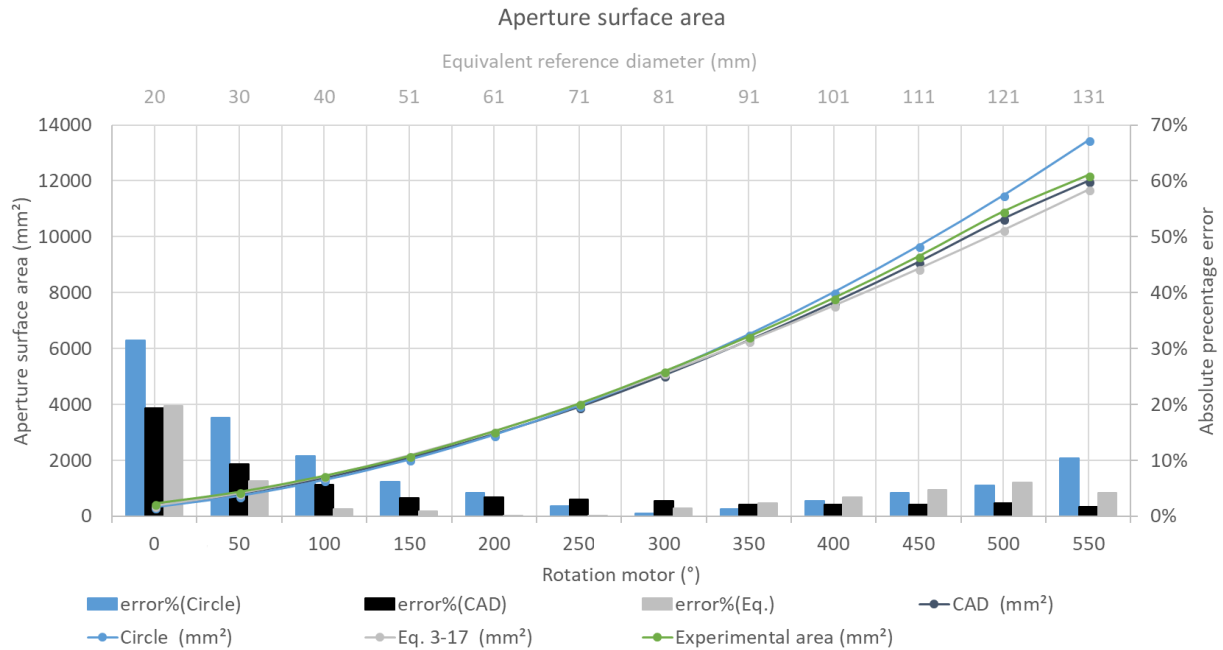 Aperture surface area
Equivalent reference diameter (mm)
20 30 40 51 61 71 81 91 101 111 121 131
14000 70%
12000 60%
10000 50%
8000 40%
6000 30%
4000 20%
2000 10%
0 0%
Aperture surface area (mm²)
Absolute precentage error
0 50 100 150 200 250 300 350 400 450 500 550
Rotation motor (°)
error%(Circle) error%(CAD) error%(Eq.) CAD (mm²)
Circle (mm²) Eq. 3-17 (mm²) Experimental area (mm²)